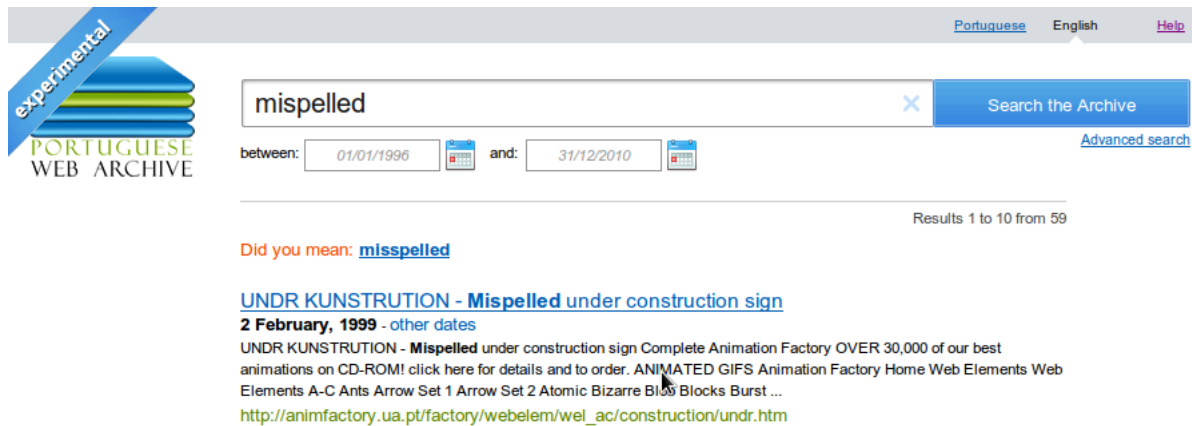 Portuguese English Help
experimental
PORTUGUESE
WEB ARCHIVE
mispelled × Search the Archive
Advanced search
between: 01/01/1996 and: 31/12/2010
Results 1 to 10 from 59
Did you mean: misspelled
UNDR KUNSTRUTION - Mispelled under construction sign
2 February, 1999 - other dates
UNDR KUNSTRUTION - Mispelled under construction sign Complete Animation Factory OVER 30,000 of our best
animations on CD-ROM! click here for details and to order. ANIMATED GIFS Animation Factory Home Web Elements Web
Elements A-C Ants Arrow Set 1 Arrow Set 2 Atomic Bizarre Blocks Burst ...
http://animfactory.ua.pt/factory/webelem/wel_ac/construction/undr.htm